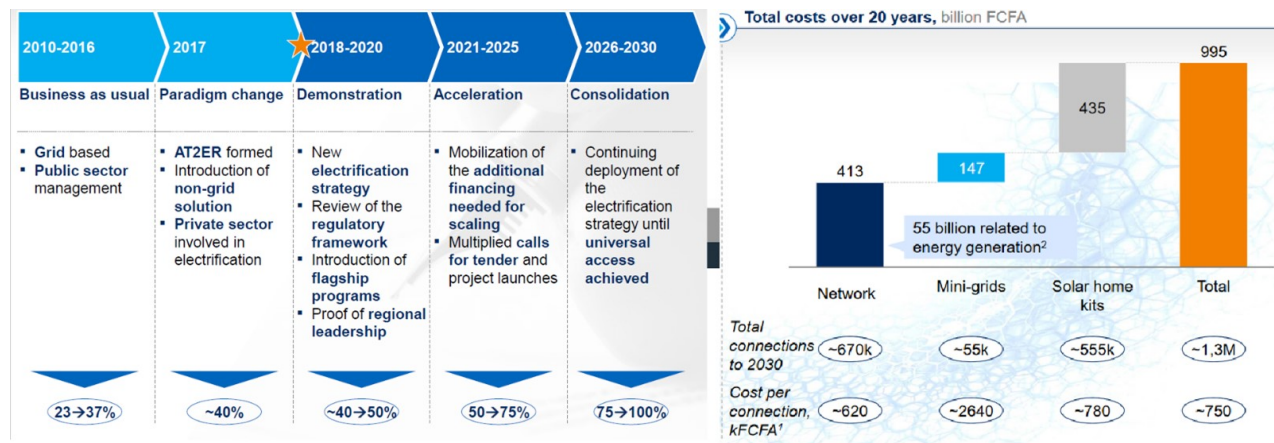 2010-2016
2017
2018-2020
2021-2025
2026-2030
Business as usual
Paradigm change
Demonstration
Acceleration
Consolidation
▪ Grid based
▪ Public sector
management
▪ AT2ER formed
▪ Introduction of
non-grid
solution
▪ Private sector
involved in
electrification
▪ New
electrification
strategy
▪ Review of the
regulatory
framework
▪ Introduction of
flagship
programs
▪ Proof of regional
leadership
▪ Mobilization of
the additional
financing
needed for
scaling
▪ Multiplied calls
for tender and
project launches
▪ Continuing
deployment of
the
electrification
strategy until
universal
access
achieved
23→37%
~40%
~40→50%
50→75%
75→100%
Total costs over 20 years, billion FCFA
413
147
435
995
55 billion related to
energy generation²
Network
Mini-grids
Solar home
kits
Total
Total
connections
to 2030
~670k
~55k
~555k
~1,3M
Cost per
connection,
kFCFA¹
~620
~2640
~780
~750